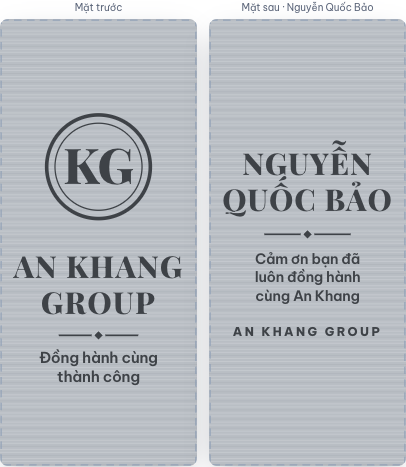 Mặt trước
KG
AN KHANG
GROUP
Đồng hành cùng
thành công
Mặt sau · Nguyễn Quốc Bảo
NGUYỄN
QUỐC BẢO
Cảm ơn bạn đã
luôn đồng hành
cùng An Khang
AN KHANG GROUP